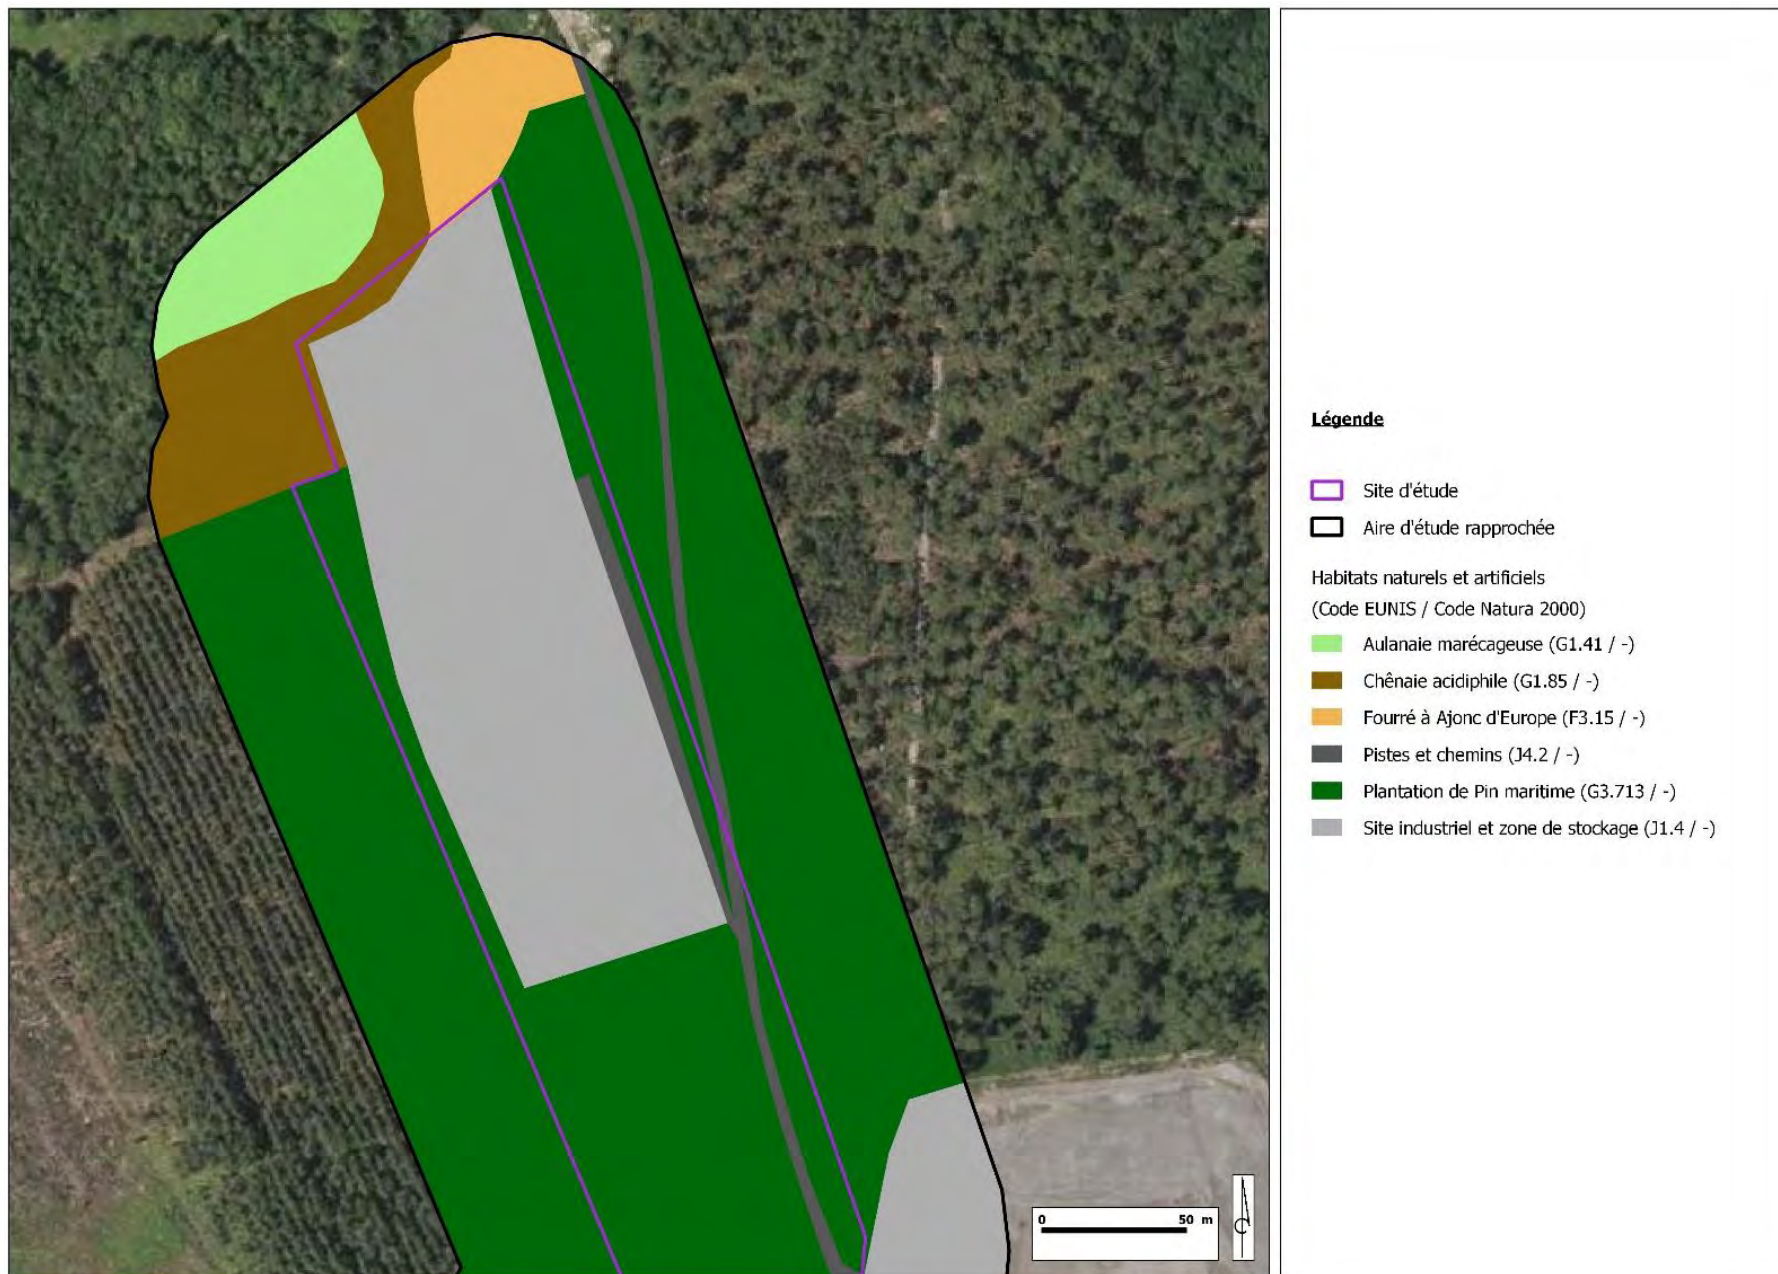 Légende
Site d'étude
Aire d'étude rapprochée
Habitats naturels et artificiels
(Code EUNIS / Code Natura 2000)
Aulanaie marécageuse (G1.41 / -)
Chênaie acidiphile (G1.85 / -)
Fourré à Ajonc d'Europe (F3.15 / -)
Pistes et chemins (J4.2 / -)
Plantation de Pin maritime (G3.713 / -)
Site industriel et zone de stockage (J1.4 / -)
0 50 m